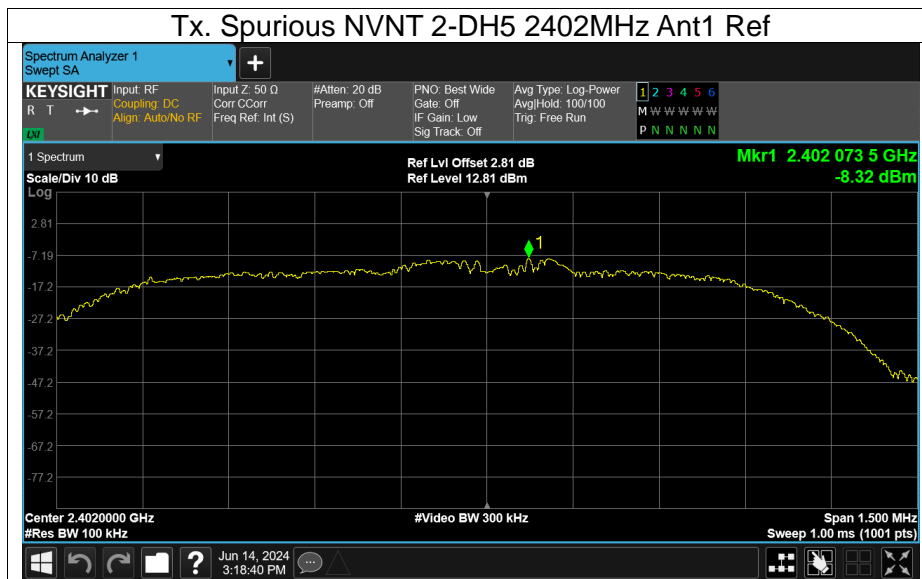 Tx. Spurious NVNT 2-DH5 2402MHz Ant1 Ref
Spectrum Analyzer 1
Swept SA
KEYSIGHT
R T
LXI
Input: RF
Coupling: DC
Align: Auto/No RF
Input Z: 50 Ω
Corr CCorr
Freq Ref: Int (S)
#Atten: 20 dB
Preamp: Off
PNO: Best Wide
Gate: Off
IF Gain: Low
Sig Track: Off
Avg Type: Log-Power
Avg|Hold: 100/100
Trig: Free Run
1 2 3 4 5 6
M W W W W W
P N N N N N
1 Spectrum
Scale/Div 10 dB
Ref Lvl Offset 2.81 dB
Ref Level 12.81 dBm
Mkr1 2.402 073 5 GHz
-8.32 dBm
Log
2.81
-7.19
-17.2
-27.2
-37.2
-47.2
-57.2
-67.2
-77.2
1
Center 2.4020000 GHz
#Res BW 100 kHz
#Video BW 300 kHz
Span 1.500 MHz
Sweep 1.00 ms (1001 pts)
?
Jun 14, 2024
3:18:40 PM